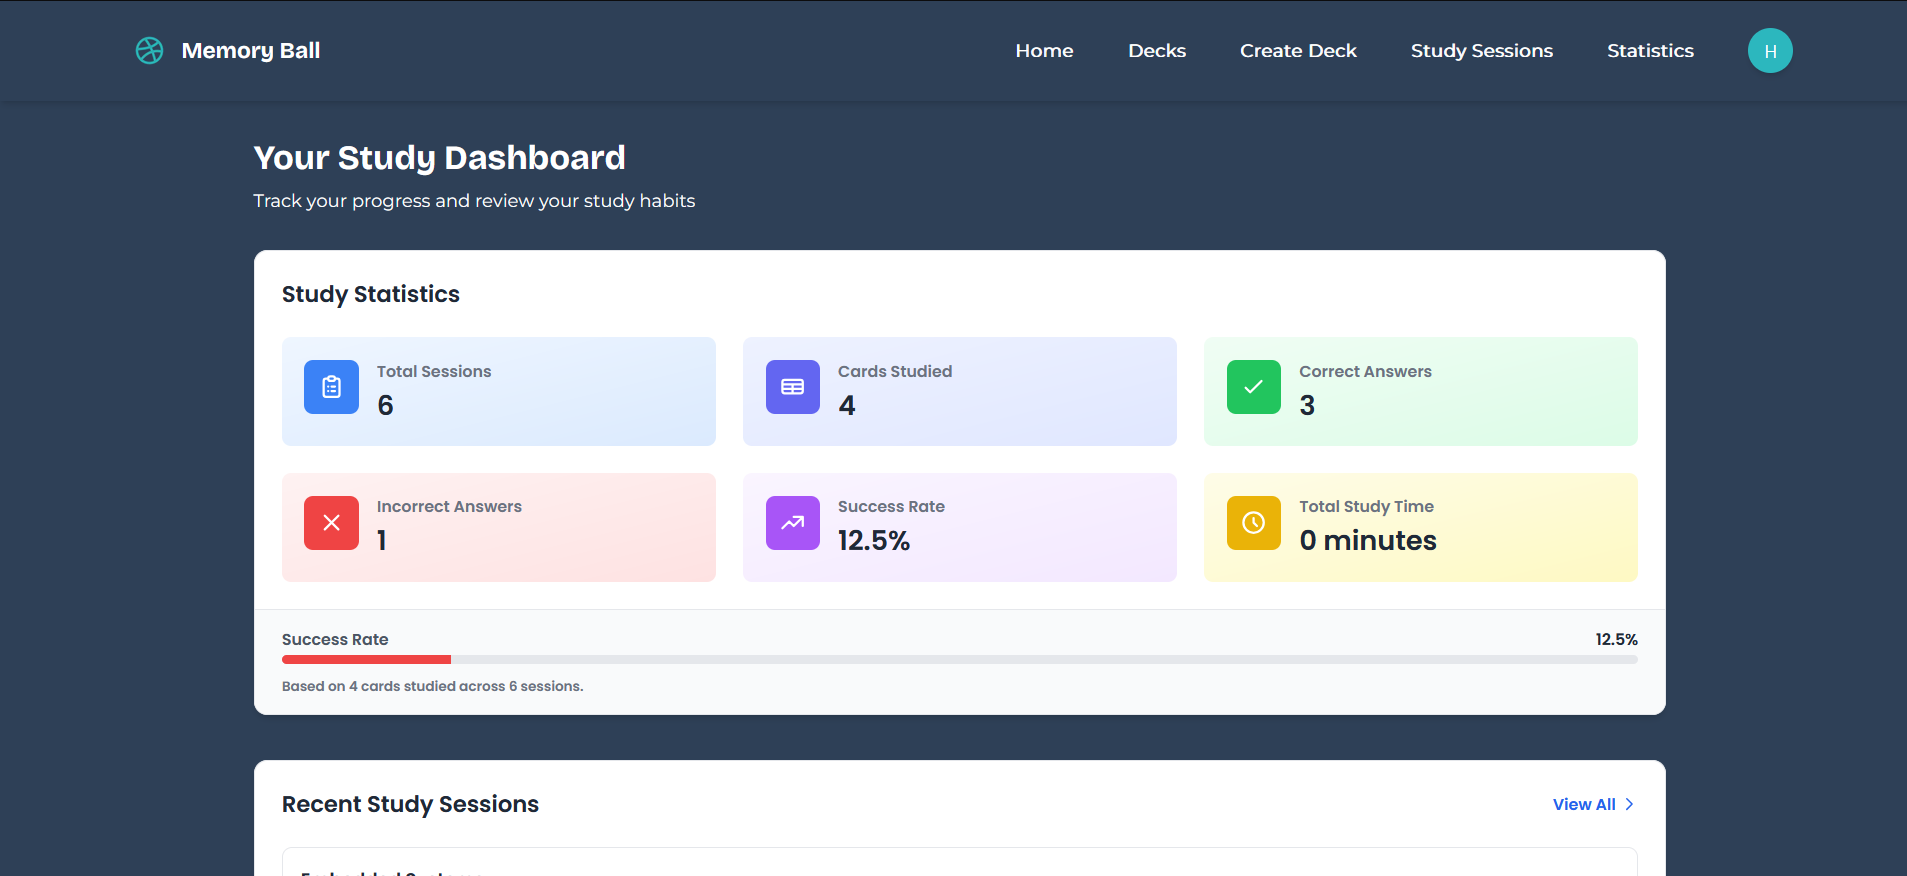 Memory Ball
Home
Decks
Create Deck
Study Sessions
Statistics
H
Your Study Dashboard
Track your progress and review your study habits
Study Statistics
Total Sessions
6
Cards Studied
4
Correct Answers
3
Incorrect Answers
1
Success Rate
12.5%
Total Study Time
0 minutes
Success Rate
12.5%
Based on 4 cards studied across 6 sessions.
Recent Study Sessions
View All